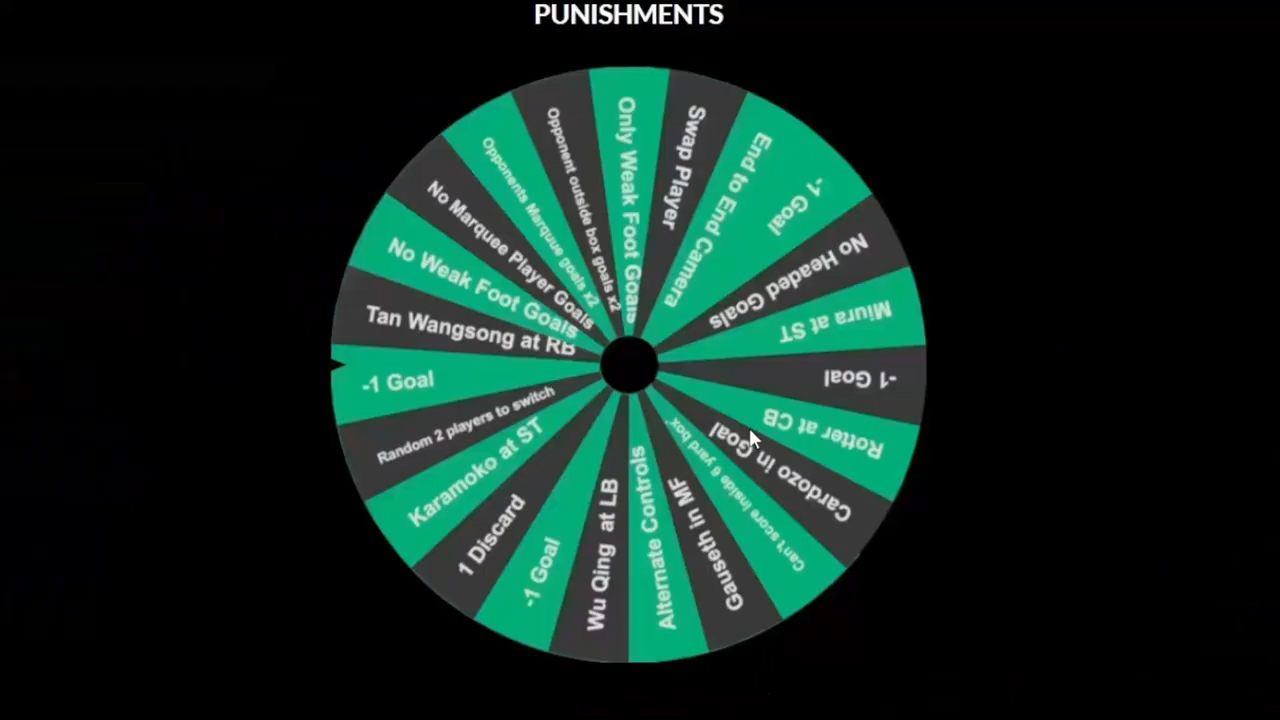 PUNISHMENTS
Only Weak Foot Goals
Swap Player
End to End Camera
-1 Goal
No Headed Goals
Miura at ST
-1 Goal
Rotter at CB
Cardozo in Goal
Can't score inside 6 yard box
Gauseth in MF
Alternate Controls
Wu Qing at LB
-1 Goal
1 Discard
Karamoko at ST
Random 2 players to switch
-1 Goal
Tan Wangsong at RB
No Weak Foot Goals
No Marquee Player Goals
Opponents Marquue goals x2
Opponent outside box goals x2